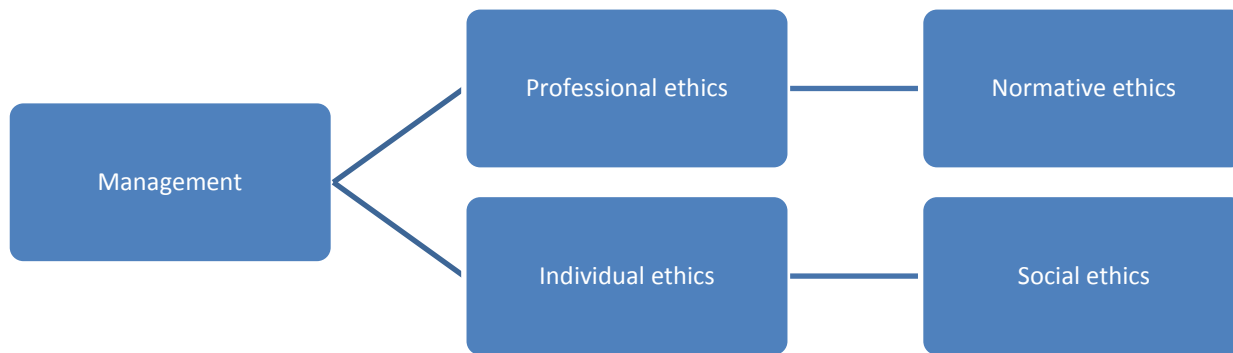 Management
Professional ethics
Normative ethics
Individual ethics
Social ethics